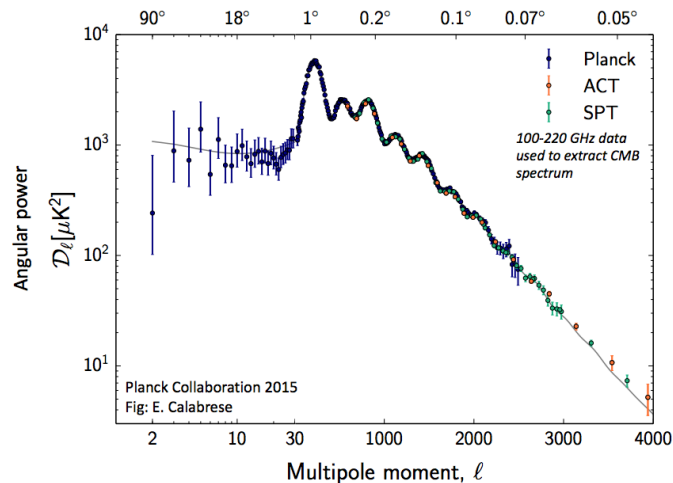 90° 18° 1° 0.2° 0.1° 0.07° 0.05°
10⁴
10³
10²
10¹
Angular power
𝒟ℓ[μK²]
Planck
ACT
SPT
100-220 GHz data
used to extract CMB
spectrum
Planck Collaboration 2015
Fig: E. Calabrese
2 10 30 1000 2000 3000 4000
Multipole moment, ℓ